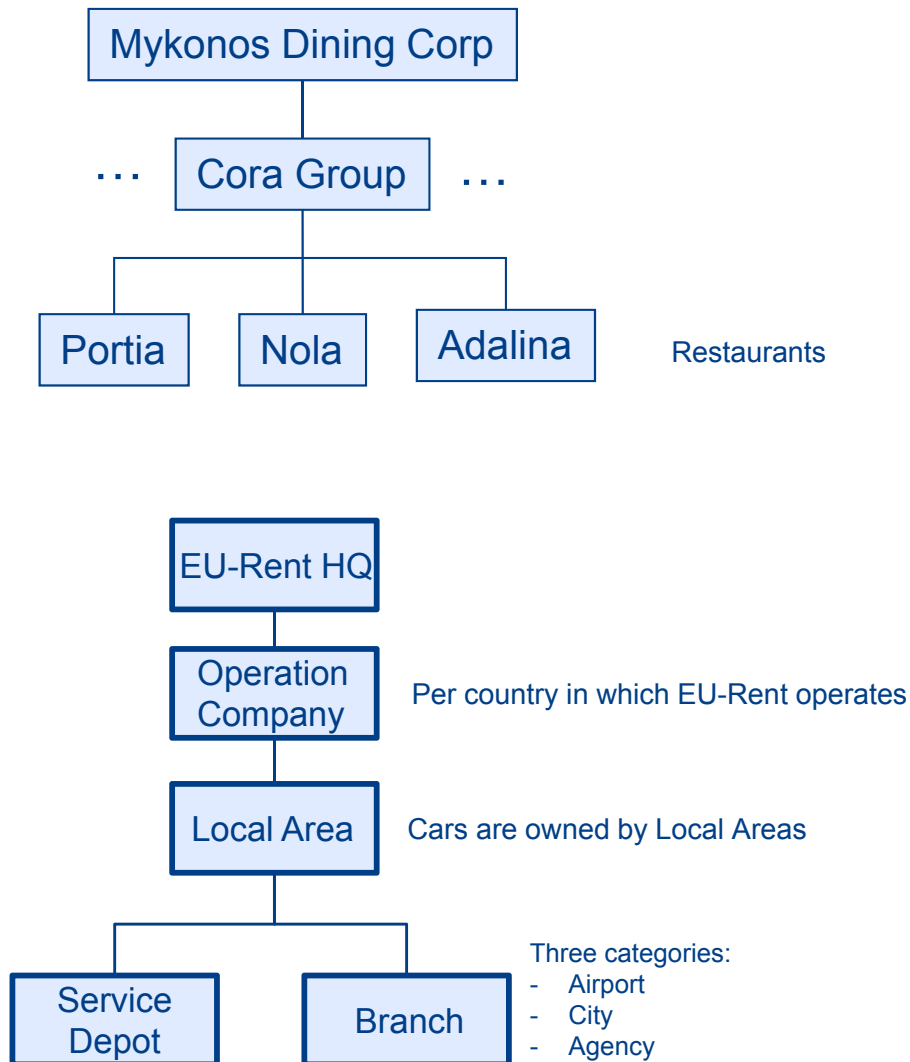 Mykonos Dining Corp
… Cora Group …
Portia Nola Adalina Restaurants
EU-Rent HQ
Operation
Company
Per country in which EU-Rent operates
Local Area
Cars are owned by Local Areas
Service
Depot
Branch
Three categories:
- Airport
- City
- Agency